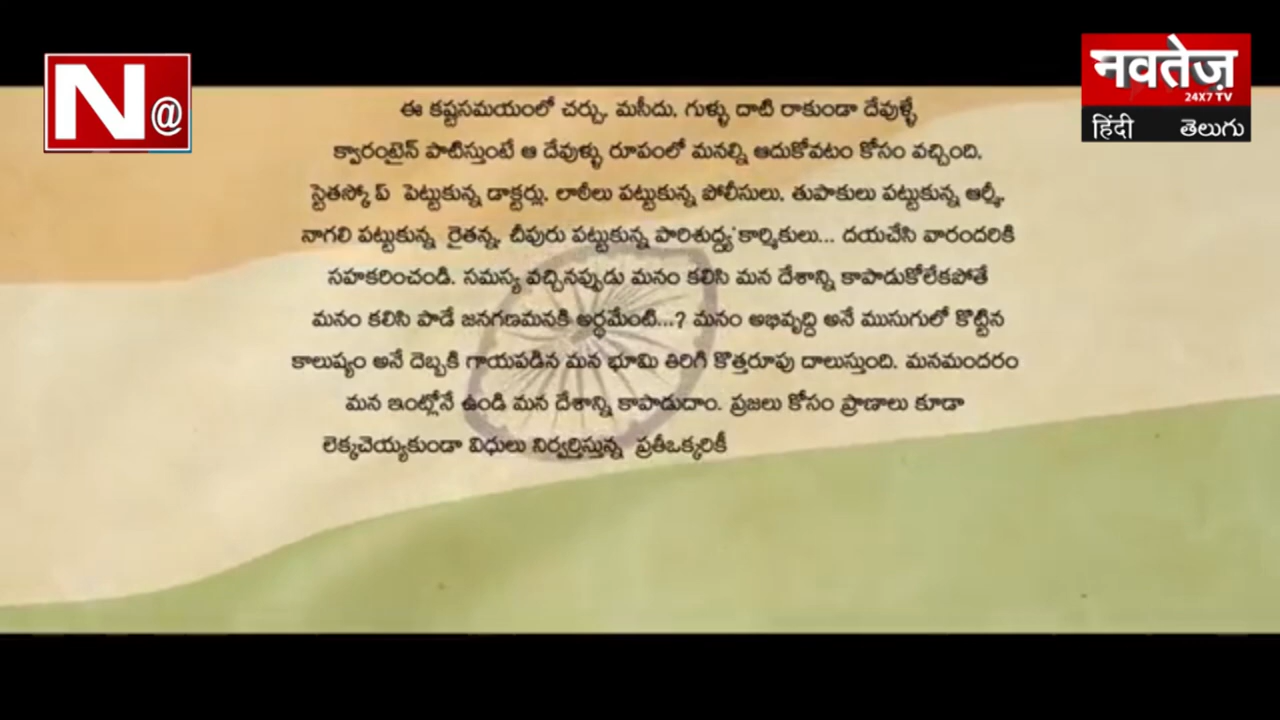 N@
नवतेज़
24X7 TV
हिंदी తెలుగు
ఈ కష్టసమయంలో చర్చు, మసీదు, గుళ్ళు దాటి రాకుండా దేవుళ్ళే
క్వారంటైన్ పాటిస్తుంటే ఆ దేవుళ్ళు రూపంలో మనల్ని ఆదుకోవటం కోసం వచ్చింది.
స్టెతస్కోప్ పెట్టుకున్న డాక్టర్లు, లాఠీలు పట్టుకున్న పోలీసులు, తుపాకులు పట్టుకున్న ఆర్మీ,
నాగలి పట్టుకున్న రైతన్న, చీపురు పట్టుకున్న పారిశుద్ధ్య కార్మికులు... దయచేసి వారందరికి
సహకరించండి. సమస్య వచ్చినప్పుడు మనం కలిసి మన దేశాన్ని కాపాడుకోలేకపోతే
మనం కలిసి పాడే జనగణమనకి అర్థమేంటి...? మనం అభివృద్ధి అనే ముసుగులో కొట్టిన
కాలుష్యం అనే దెబ్బకి గాయపడిన మన భూమి తిరిగి కొత్తరూపు దాలుస్తుంది. మనమందరం
మన ఇంట్లోనే ఉండి మన దేశాన్ని కాపాడుదాం. ప్రజలు కోసం ప్రాణాలు కూడా
లెక్కచెయ్యకుండా విధులు నిర్వర్తిస్తున్న ప్రతీఒక్కరికీ